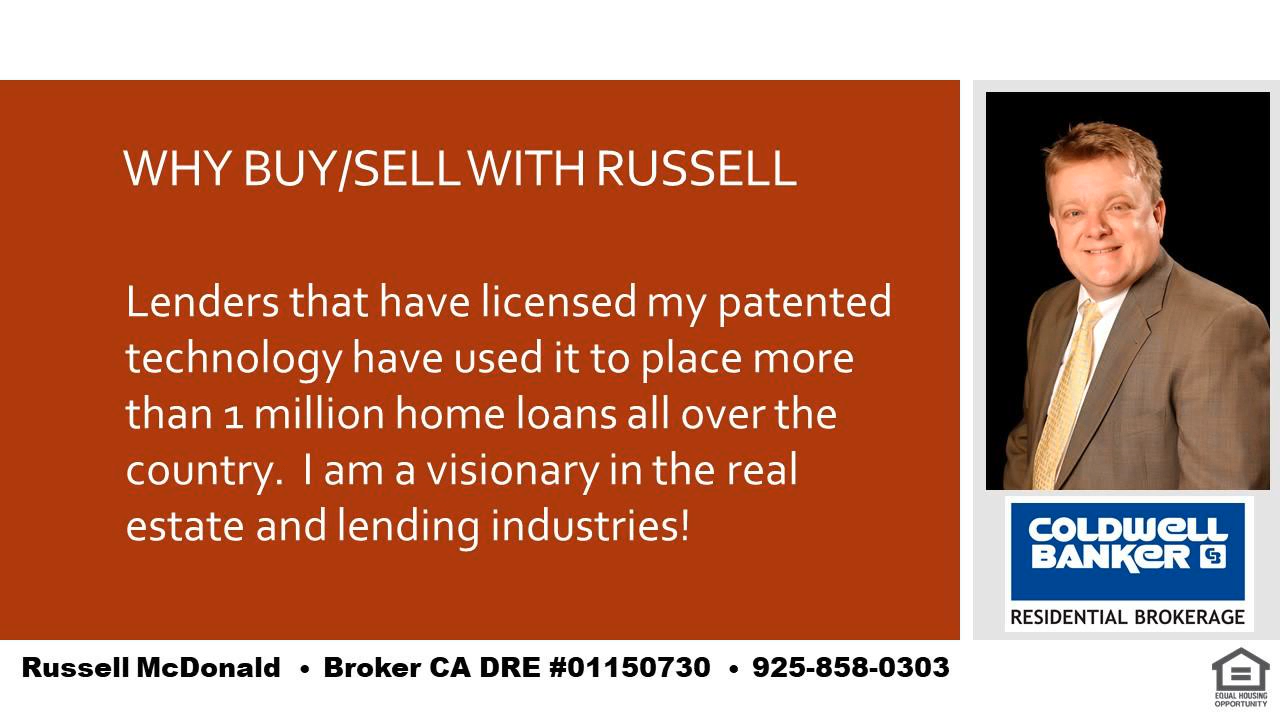 WHY BUY/SELL WITH RUSSELL
Lenders that have licensed my patented
technology have used it to place more
than 1 million home loans all over the
country.  I am a visionary in the real
estate and lending industries!
COLDWELL
BANKER CB
RESIDENTIAL BROKERAGE
Russell McDonald • Broker CA DRE #01150730 • 925-858-0303
EQUAL HOUSING
OPPORTUNITY